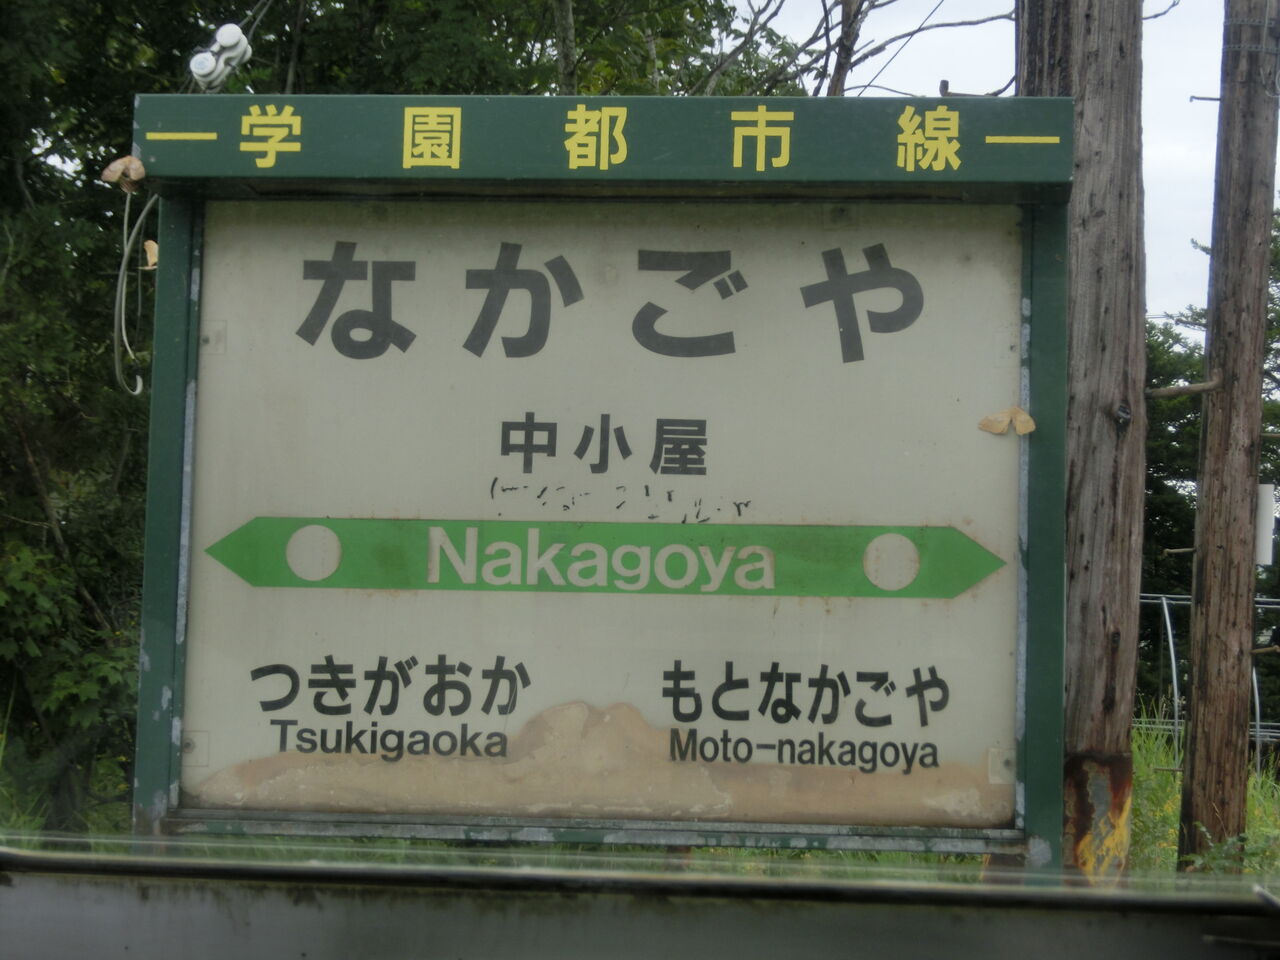 学園都市線
なかごや
中小屋
Nakagoya
つきがおか もとなかごや
Tsukigaoka Moto-nakagoya